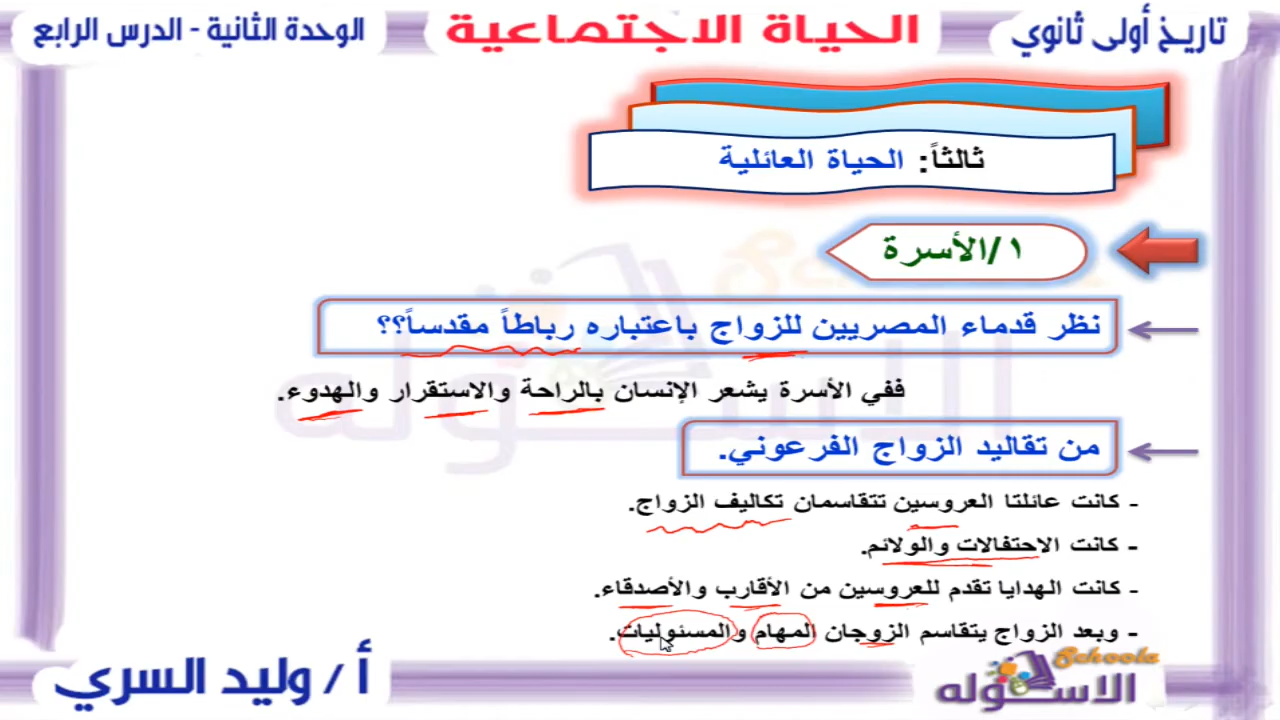 تاريخ أولى ثانوي
الحياة الاجتماعية
الوحدة الثانية - الدرس الرابع
ثالثاً: الحياة العائلية
١/الأسرة
نظر قدماء المصريين للزواج باعتباره رباطاً مقدساً؟؟
ففي الأسرة يشعر الإنسان بالراحة والاستقرار والهدوء.
من تقاليد الزواج الفرعوني.
- كانت عائلتا العروسين تتقاسمان تكاليف الزواج.
- كانت الاحتفالات والولائم.
- كانت الهدايا تقدم للعروسين من الأقارب والأصدقاء.
- وبعد الزواج يتقاسم الزوجان المهام والمسئوليات.
Schoola
الاسكوله
أ / وليد السري